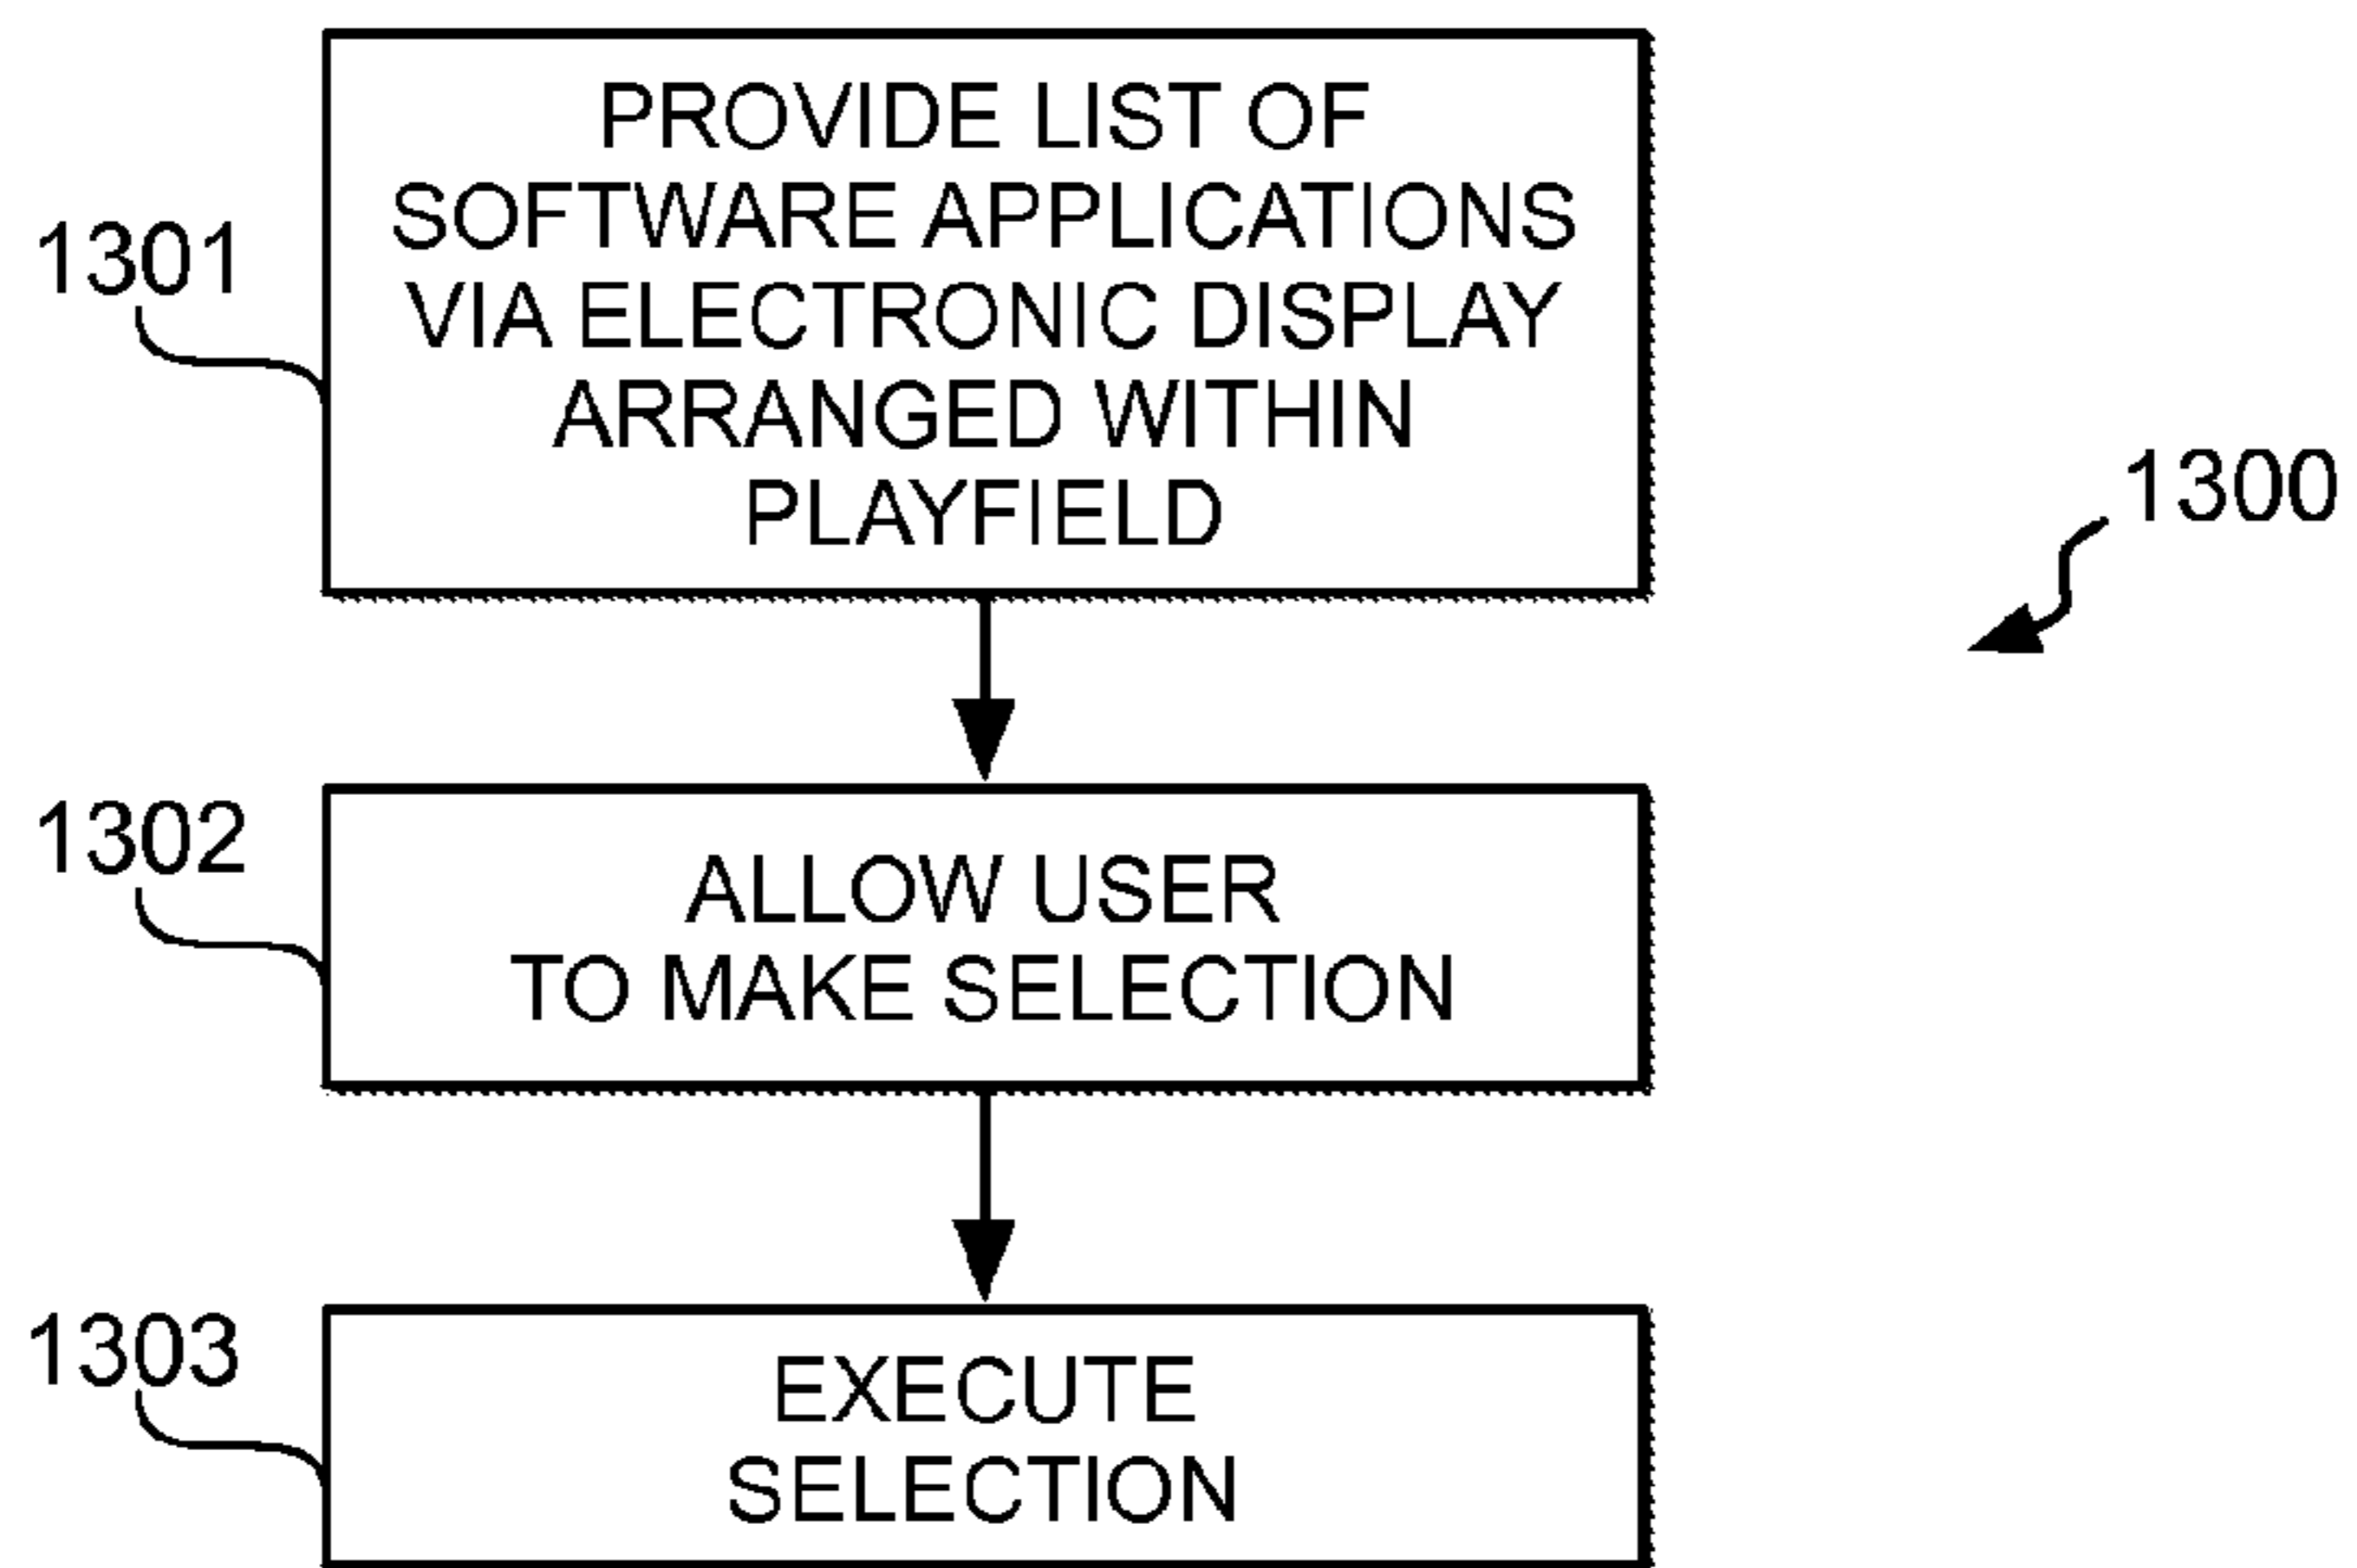 PROVIDE LIST OF
SOFTWARE APPLICATIONS
VIA ELECTRONIC DISPLAY
ARRANGED WITHIN
PLAYFIELD
1301
1300
ALLOW USER
TO MAKE SELECTION
1302
EXECUTE
SELECTION
1303